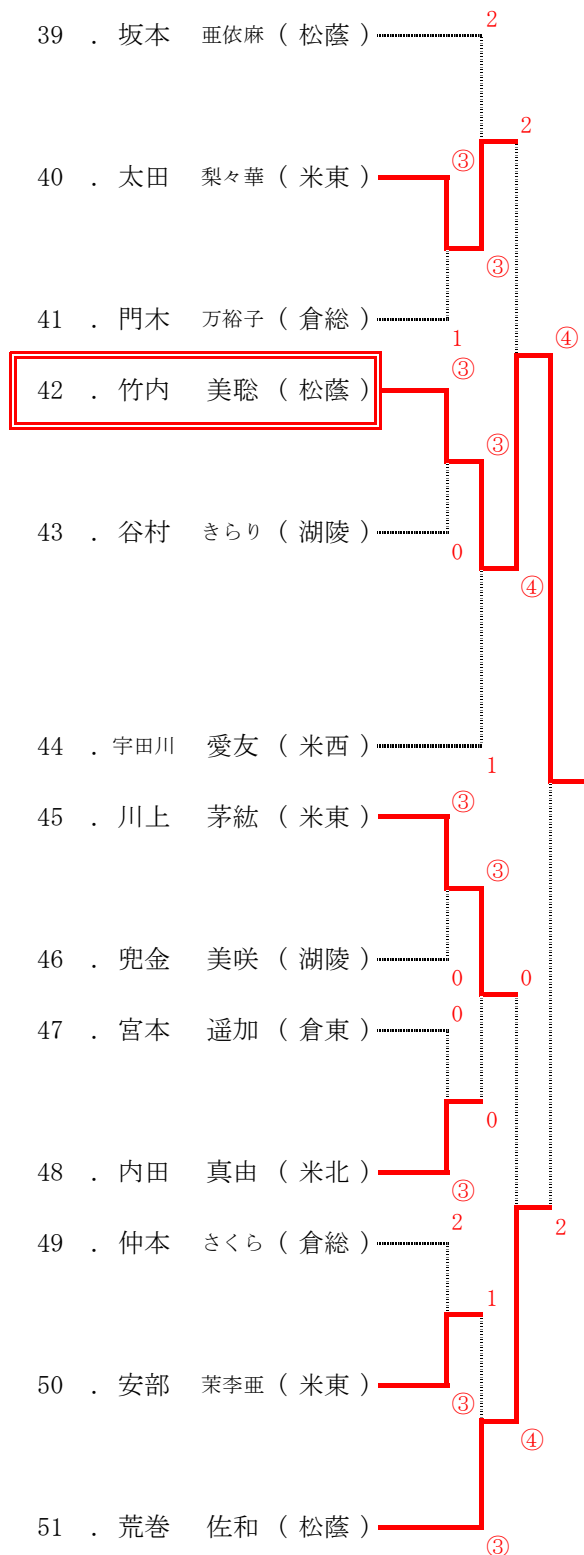 39 . 坂本 亜依麻 ( 松蔭 ) 2
2
③
40 . 太田 梨々華 ( 米東 )
③
41 . 門木 万裕子 ( 倉総 )
1
④
③
42 . 竹内 美聡 ( 松蔭 )
③
43 . 谷村 きらり ( 湖陵 )
0
④
44 . 宇田川 愛友 ( 米西 )
1
③
45 . 川上 茅紘 ( 米東 )
③
46 . 兜金 美咲 ( 湖陵 )
0 0
0
47 . 宮本 遥加 ( 倉東 )
0
48 . 内田 真由 ( 米北 )
③
2
49 . 仲本 さくら ( 倉総 )
2
1
50 . 安部 茉李亜 ( 米東 )
③
④
51 . 荒巻 佐和 ( 松蔭 )
③